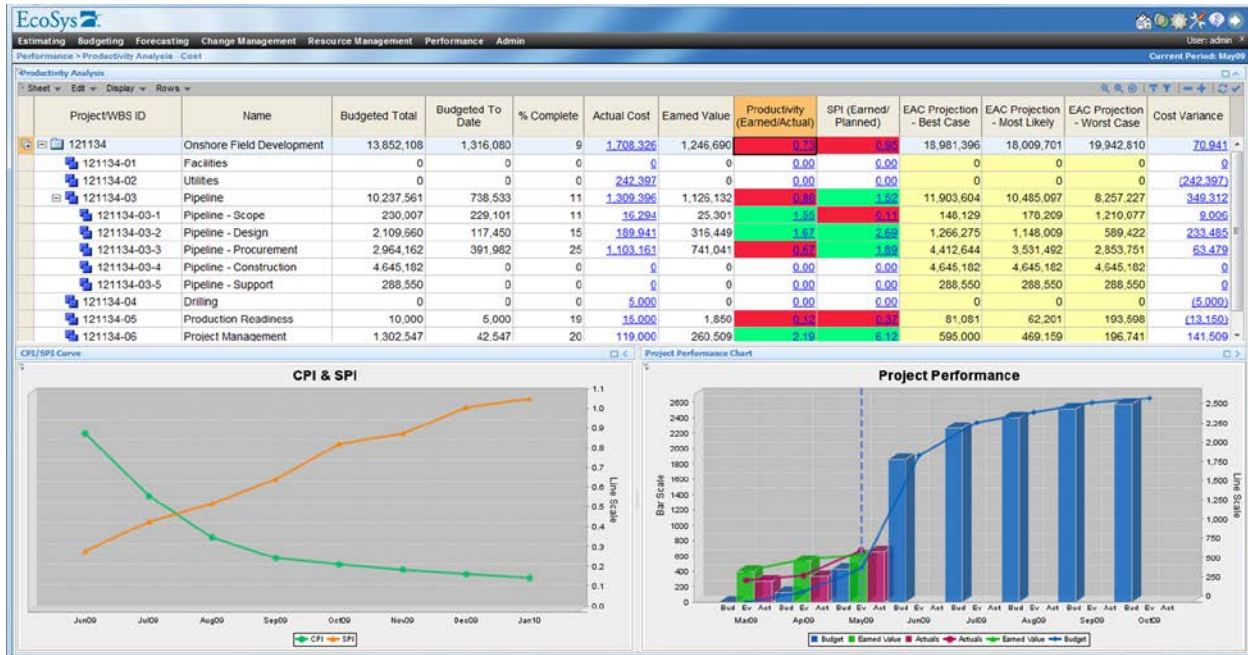 EcoSys
Estimating Budgeting Forecasting Change Management Resource Management Performance Admin User: admin
Performance > Productivity Analysis Cost Current Period: May09
Productivity Analysis
Sheet Edit Display Rows
Project/WBS ID Name Budgeted Total Budgeted To Date % Complete Actual Cost Earned Value Productivity (Earned/Actual) SPI (Earned/ Planned) EAC Projection - Best Case EAC Projection - Most Likely EAC Projection - Worst Case Cost Variance
121134 Onshore Field Development 13,852,108 1,316,080 9 1,708,326 1,246,690 0.73 0.95 18,981,396 18,009,701 19,942,810 70,941
121134-01 Facilities 0 0 0 0 0 0.00 0.00 0 0 0 0
121134-02 Utilities 0 0 0 242,397 0 0.00 0.00 0 0 0 (242,397)
121134-03 Pipeline 10,237,561 738,533 11 1,309,396 1,126,132 0.86 1.52 11,903,604 10,485,097 8,257,227 349,312
121134-03-1 Pipeline - Scope 230,007 229,101 11 16,294 25,301 1.55 0.11 148,129 178,209 1,210,077 9,006
121134-03-2 Pipeline - Design 2,109,660 117,450 15 189,941 316,449 1.67 2.69 1,266,275 1,148,009 589,422 233,485
121134-03-3 Pipeline - Procurement 2,964,162 391,982 25 1,103,161 741,041 0.67 1.89 4,412,644 3,531,492 2,853,751 63,479
121134-03-4 Pipeline - Construction 4,645,182 0 0 0 0 0.00 0.00 4,645,182 4,645,182 4,645,182 0
121134-03-5 Pipeline - Support 288,550 0 0 0 0 0.00 0.00 288,550 288,550 288,550 0
121134-04 Drilling 0 0 0 5,000 0 0.00 0.00 0 0 0 (5,000)
121134-05 Production Readiness 10,000 5,000 19 15,000 1,850 0.12 0.37 81,081 62,201 193,598 (13,150)
121134-06 Project Management 1,302,547 42,547 20 119,000 260,509 2.19 6.12 595,000 469,159 196,741 141,509
CPI/SPI Curve
CPI & SPI
1.1
1.0
0.9
0.8
0.7
0.6
0.5
0.4
0.3
0.2
0.1
0.0
Line Scale
Jun09 Jul09 Aug09 Sep09 Oct09 Nov09 Dec09 Jan10
CPI SPI
Project Performance Chart
Project Performance
Bar Scale
2600
2400
2200
2000
1800
1600
1400
1200
1000
800
600
400
200
0
2,500
2,250
2,000
1,750
1,500
1,250
1,000
750
500
250
0
Line Scale
Bud Ev Act Bud Ev Act Bud Ev Act Bud Ev Act Bud Ev Act Bud Ev Act Bud Ev Act Bud Ev Act
Mar09 Apr09 May09 Jun09 Jul09 Aug09 Sep09 Oct09
Budget Earned Value Actuals Actuals Earned Value Budget